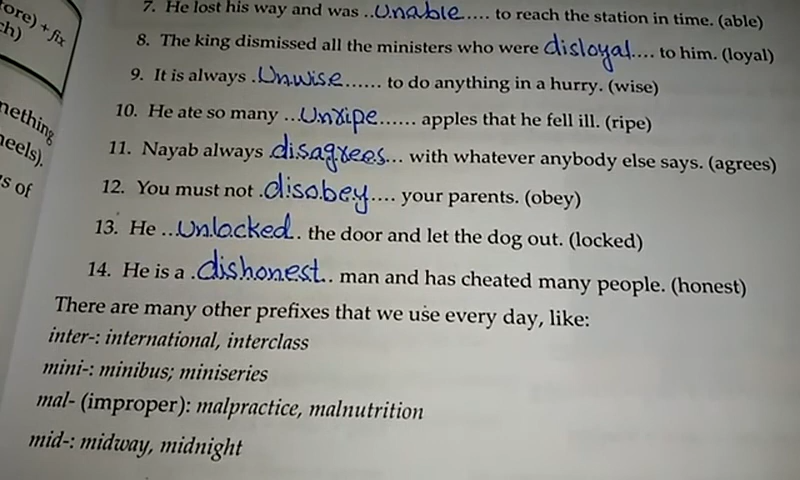 ore) + fix
ch)
nething
heels).
s of
7. He lost his way and was ..Unable..... to reach the station in time. (able)
8. The king dismissed all the ministers who were disloyal.... to him. (loyal)
9. It is always .Unwise...... to do anything in a hurry. (wise)
10. He ate so many ...Unripe...... apples that he fell ill. (ripe)
11. Nayab always disagrees... with whatever anybody else says. (agrees)
12. You must not .disobey.... your parents. (obey)
13. He ...Unlocked. the door and let the dog out. (locked)
14. He is a .dishonest.. man and has cheated many people. (honest)
There are many other prefixes that we use every day, like:
inter-: international, interclass
mini-: minibus; miniseries
mal- (improper): malpractice, malnutrition
mid-: midway, midnight